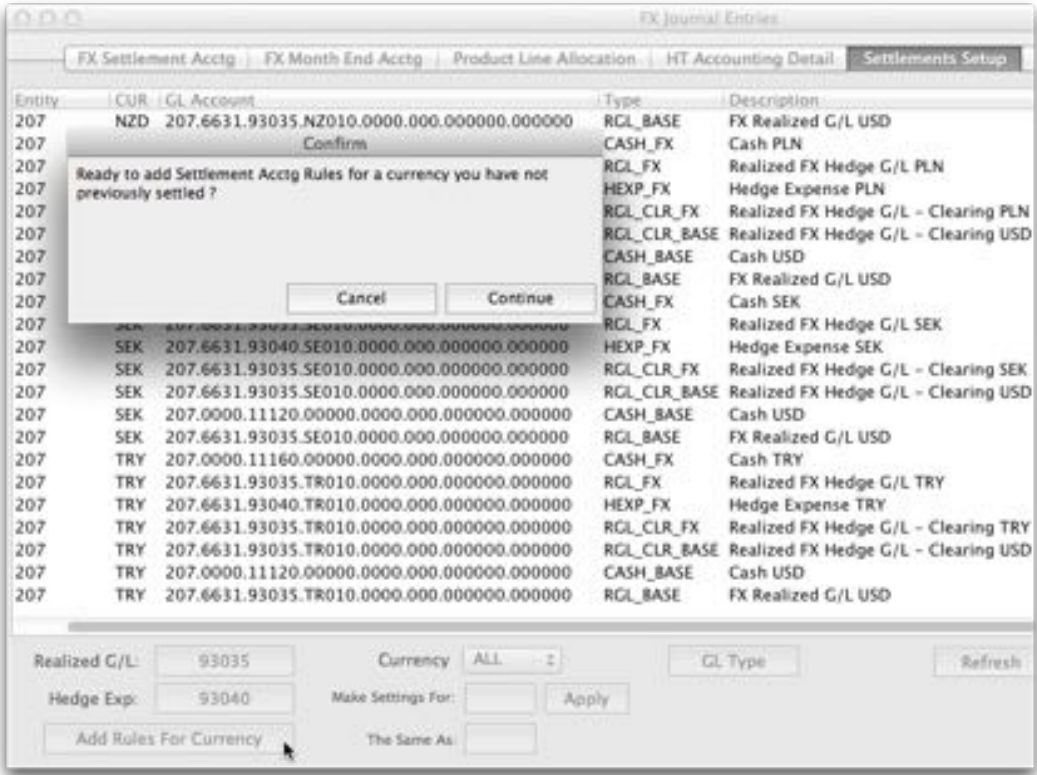 FX Journal Entries
FX Settlement Acctg FX Month End Acctg Product Line Allocation HT Accounting Detail Settlements Setup
Entity CUR GL Account Type Description
207 NZD 207.6631.93035.NZ010.0000.000.000000.000000 RGL_BASE FX Realized G/L USD
207 CASH_FX Cash PLN
207 RGL_FX Realized FX Hedge G/L PLN
207 HEXP_FX Hedge Expense PLN
207 RGL_CLR_FX Realized FX Hedge G/L - Clearing PLN
207 RGL_CLR_BASE Realized FX Hedge G/L - Clearing USD
207 CASH_BASE Cash USD
207 RGL_BASE FX Realized G/L USD
207 CASH_FX Cash SEK
207 SEK 207.6631.93035.SE010.0000.000.000000.000000 RGL_FX Realized FX Hedge G/L SEK
207 SEK 207.6631.93040.SE010.0000.000.000000.000000 HEXP_FX Hedge Expense SEK
207 SEK 207.6631.93035.SE010.0000.000.000000.000000 RGL_CLR_FX Realized FX Hedge G/L - Clearing SEK
207 SEK 207.6631.93035.SE010.0000.000.000000.000000 RGL_CLR_BASE Realized FX Hedge G/L - Clearing USD
207 SEK 207.0000.11120.00000.0000.000.000000.000000 CASH_BASE Cash USD
207 SEK 207.6631.93035.SE010.0000.000.000000.000000 RGL_BASE FX Realized G/L USD
207 TRY 207.0000.11160.00000.0000.000.000000.000000 CASH_FX Cash TRY
207 TRY 207.6631.93035.TR010.0000.000.000000.000000 RGL_FX Realized FX Hedge G/L TRY
207 TRY 207.6631.93040.TR010.0000.000.000000.000000 HEXP_FX Hedge Expense TRY
207 TRY 207.6631.93035.TR010.0000.000.000000.000000 RGL_CLR_FX Realized FX Hedge G/L - Clearing TRY
207 TRY 207.6631.93035.TR010.0000.000.000000.000000 RGL_CLR_BASE Realized FX Hedge G/L - Clearing USD
207 TRY 207.0000.11120.00000.0000.000.000000.000000 CASH_BASE Cash USD
207 TRY 207.6631.93035.TR010.0000.000.000000.000000 RGL_BASE FX Realized G/L USD
Confirm
Ready to add Settlement Acctg Rules for a currency you have not
previously settled ?
Cancel Continue
Realized G/L: 93035 Currency ALL GL Type Refresh
Hedge Exp: 93040 Make Settings For: Apply
Add Rules For Currency The Same As: